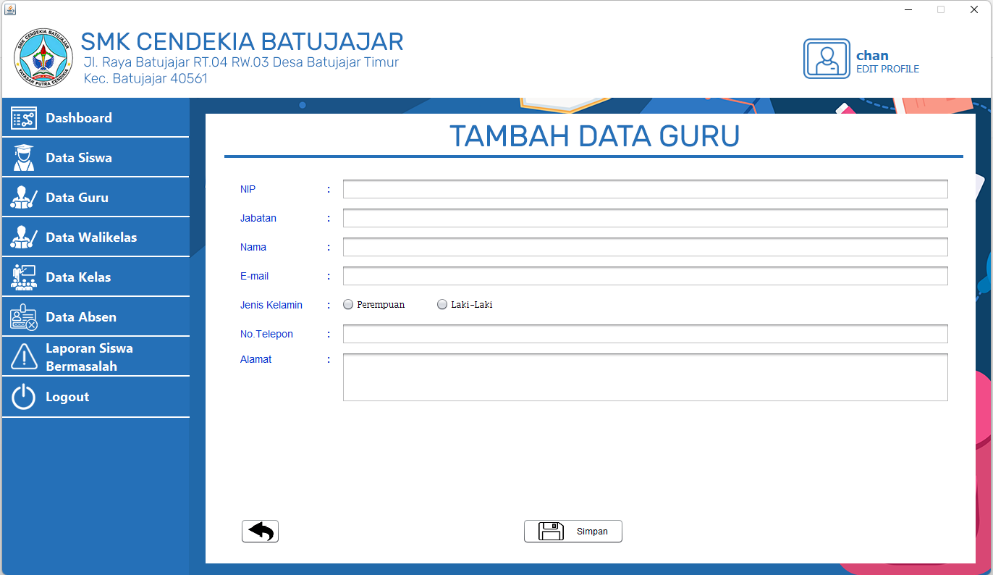 SMK CENDEKIA BATUJAJAR
Jl. Raya Batujajar RT.04 RW.03 Desa Batujajar Timur
Kec. Batujajar 40561
chan
EDIT PROFILE
Dashboard
Data Siswa
Data Guru
Data Walikelas
Data Kelas
Data Absen
Laporan Siswa
Bermasalah
Logout
TAMBAH DATA GURU
NIP :
Jabatan :
Nama :
E-mail :
Jenis Kelamin : Perempuan Laki-Laki
No.Telepon :
Alamat :
Simpan